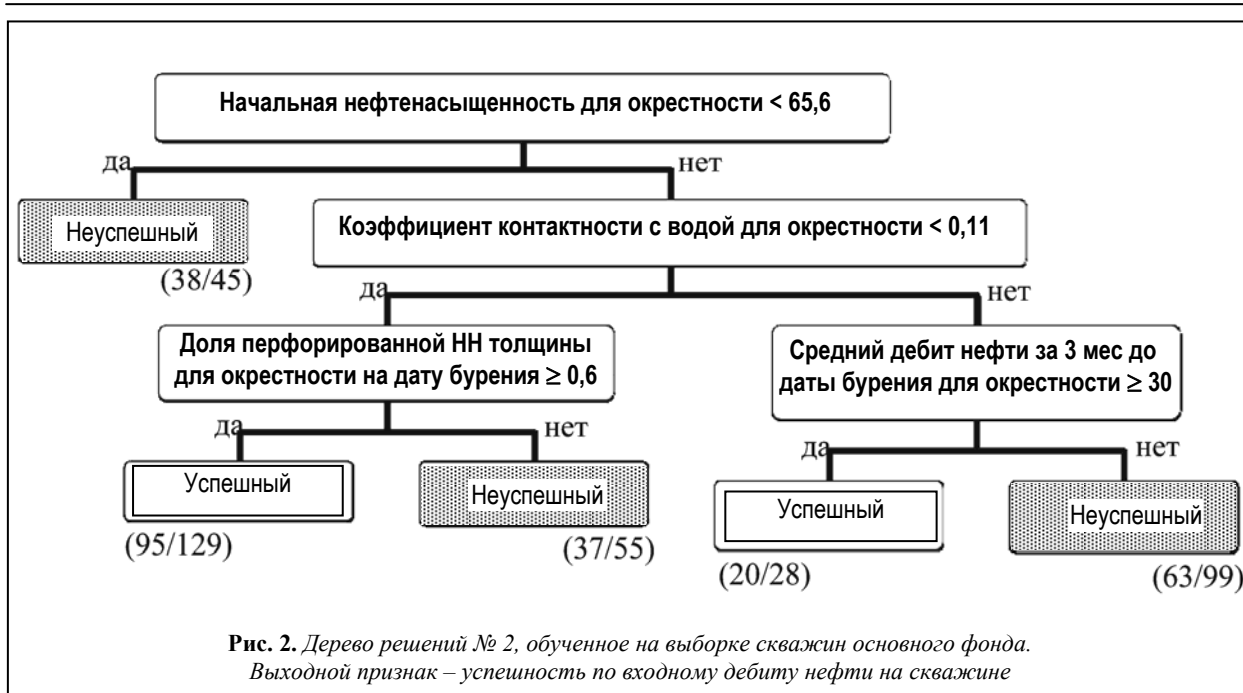 Начальная нефтенасыщенность для окрестности < 65,6
да
нет
Неуспешный
(38/45)
Коэффициент контактности с водой для окрестности < 0,11
да
нет
Доля перфорированной НН толщины
для окрестности на дату бурения ≥ 0,6
Средний дебит нефти за 3 мес до
даты бурения для окрестности ≥ 30
да
нет
да
нет
Успешный
(95/129)
Неуспешный
(37/55)
Успешный
(20/28)
Неуспешный
(63/99)
Рис. 2. Дерево решений № 2, обученное на выборке скважин основного фонда.
Выходной признак – успешность по входному дебиту нефти на скважине